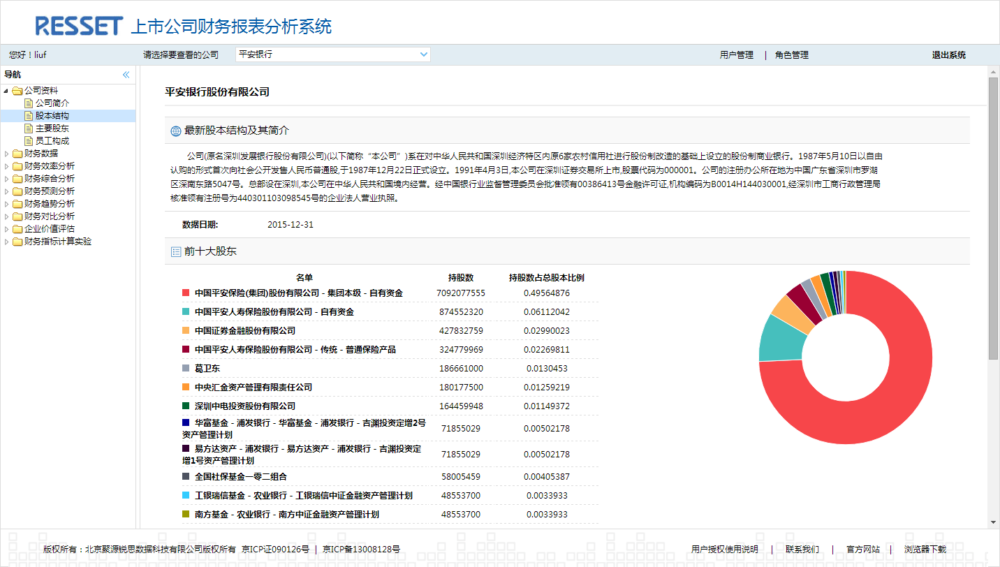 RESSET 上市公司财务报表分析系统
您好！liuf 请选择要查看的公司 平安银行 用户管理 | 角色管理 退出系统
导航
公司资料
公司简介
股本结构
主要股东
员工构成
财务数据
财务效率分析
财务综合分析
财务预测分析
财务趋势分析
财务对比分析
企业价值评估
财务指标计算实验
平安银行股份有限公司
最新股本结构及其简介
公司(原名深圳发展银行股份有限公司)(以下简称“本公司”)系在对中华人民共和国深圳经济特区内原6家农村信用社进行股份制改造的基础上设立的股份制商业银行。1987年5月10日以自由
认购的形式首次向社会公开发售人民币普通股,于1987年12月22日正式设立。1991年4月3日,本公司在深圳证券交易所上市,股票代码为000001。公司的注册办公所在地为中国广东省深圳市罗湖
区深南东路5047号。总部设在深圳,本公司在中华人民共和国境内经营。经中国银行业监督管理委员会批准领有00386413号金融许可证,机构编码为B0014H144030001,经深圳市工商行政管理局
核准领有注册号为440301103098545号的企业法人营业执照。
数据日期: 2015-12-31
前十大股东
名单 持股数 持股数占总股本比例
中国平安保险(集团)股份有限公司－集团本级－自有资金 7092077555 0.49564876
中国平安人寿保险股份有限公司－自有资金 874552320 0.06112042
中国证券金融股份有限公司 427832759 0.02990023
中国平安人寿保险股份有限公司－传统－普通保险产品 324779969 0.02269811
葛卫东 186661000 0.0130453
中央汇金资产管理有限责任公司 180177500 0.01259219
深圳中电投资股份有限公司 164459948 0.01149372
华富基金－浦发银行－华富基金－浦发银行－吉渊投资定增2号
资产管理计划 71855029 0.00502178
易方达资产－浦发银行－易方达资产－浦发银行－吉渊投资定
增1号资产管理计划 71855029 0.00502178
全国社保基金一零二组合 58005459 0.00405387
工银瑞信基金－农业银行－工银瑞信中证金融资产管理计划 48553700 0.0033933
南方基金－农业银行－南方中证金融资产管理计划 48553700 0.0033933
版权所有：北京聚源锐思数据科技有限公司版权所有 京ICP证090126号 | 京ICP备13008128号 用户授权使用说明 | 联系我们 | 官方网站 | 浏览器下载